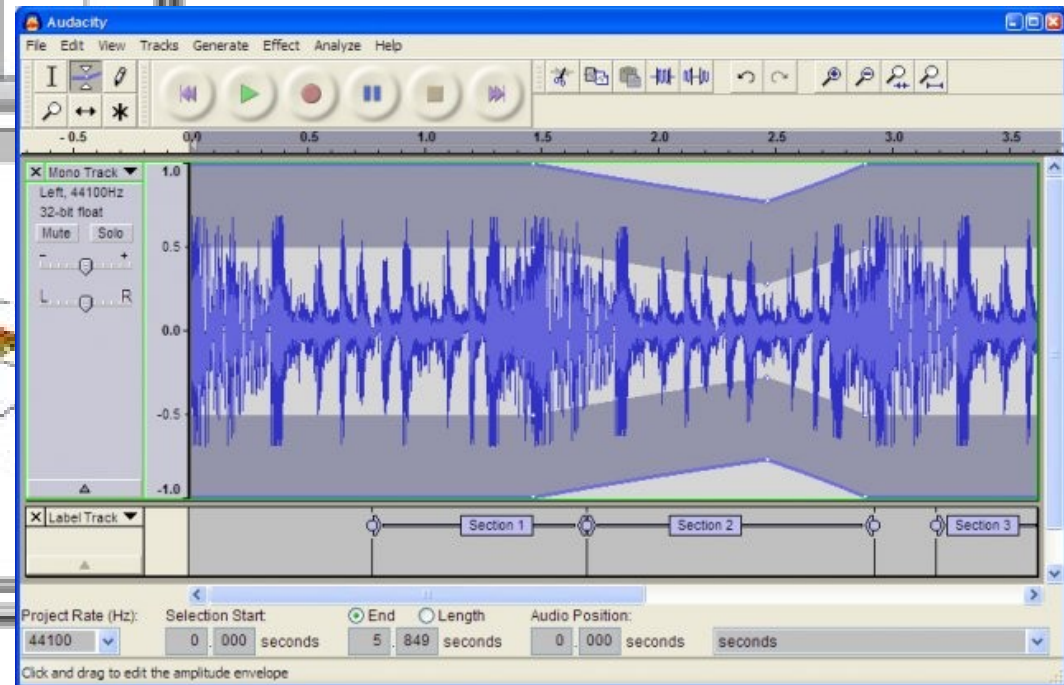 Audacity
File Edit View Tracks Generate Effect Analyze Help
- 0.5 0.0 0.5 1.0 1.5 2.0 2.5 3.0 3.5
Mono Track
Left, 44100Hz
32-bit float
Mute Solo
- +
L R
1.0
0.5
0.0
-0.5
-1.0
Label Track
Section 1 Section 2 Section 3
Project Rate (Hz): Selection Start: End Length Audio Position:
44100 0 . 000 seconds 5 . 849 seconds 0 . 000 seconds seconds
Click and drag to edit the amplitude envelope